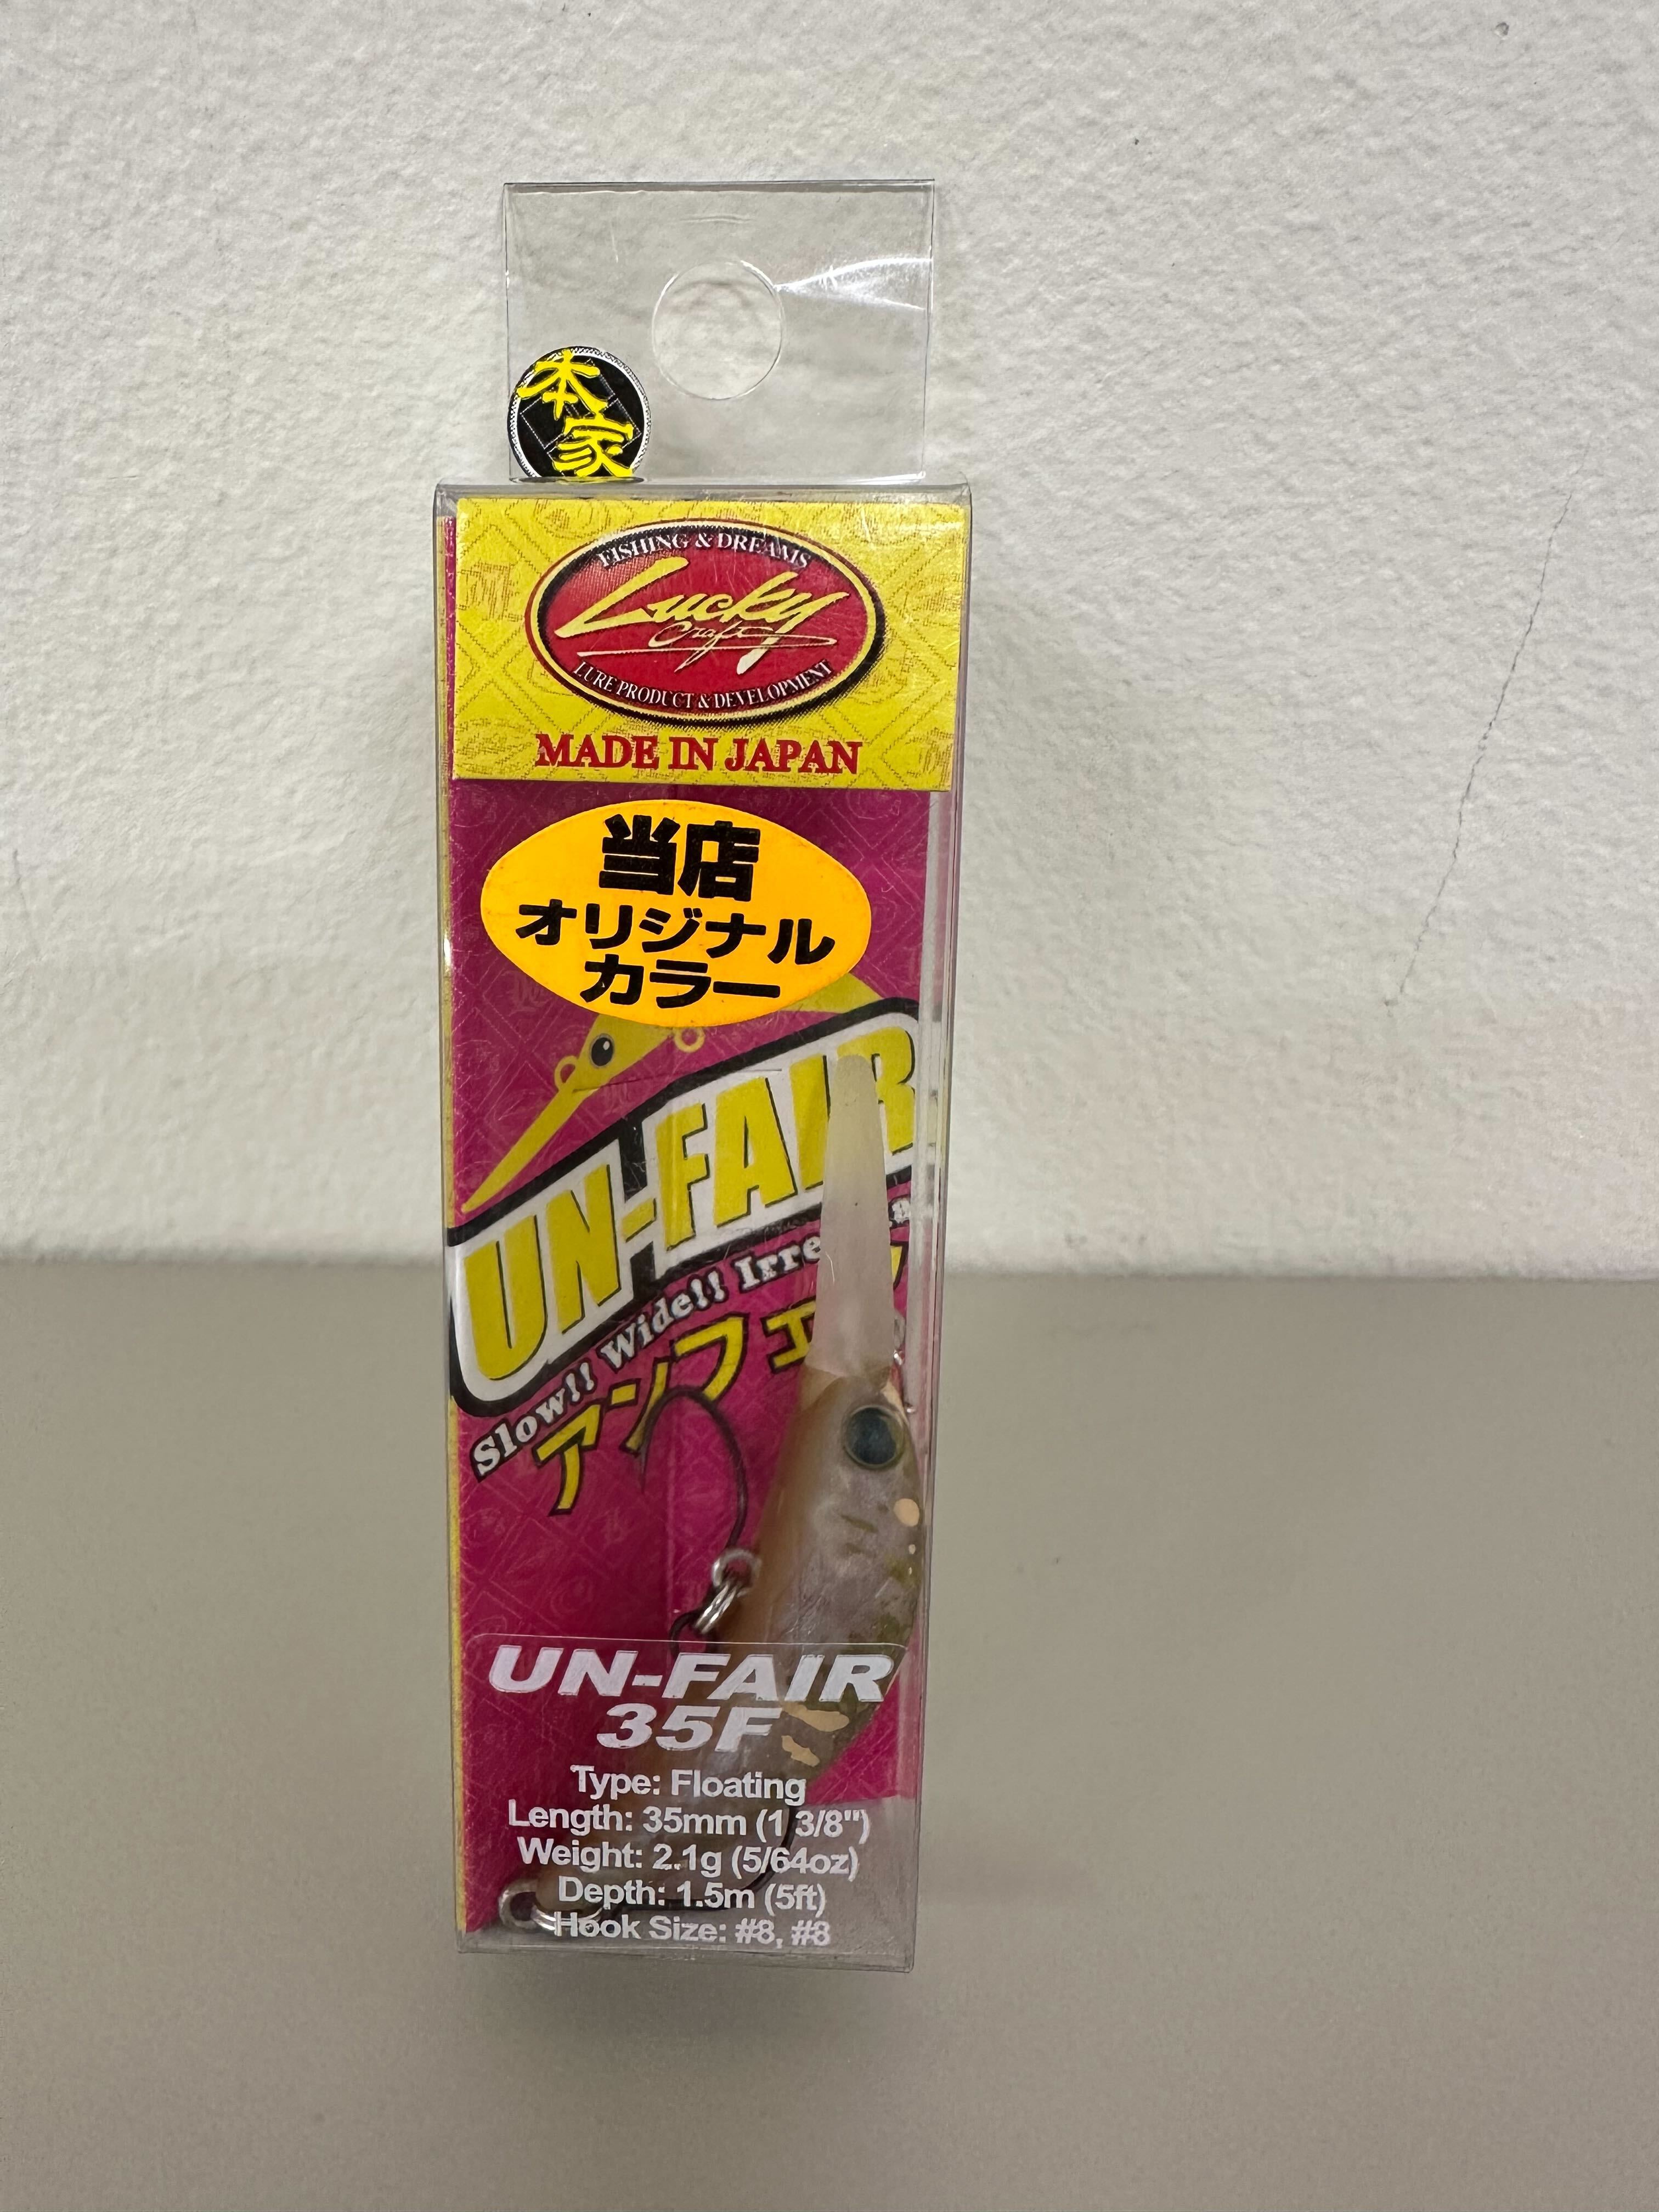 本
家
FISHING & DREAMS
Lucky
Craft
LURE PRODUCT & DEVELOPMENT
MADE IN JAPAN
当店
オリジナル
カラー
UN-FAIR
Slow!! Wide!!
アンフェ
UN-FAIR
35F
Type: Floating
Length: 35mm (1 3/8")
Weight: 2.1g (5/64oz)
Depth: 1.5m (5ft)
Hook Size: #8, #8